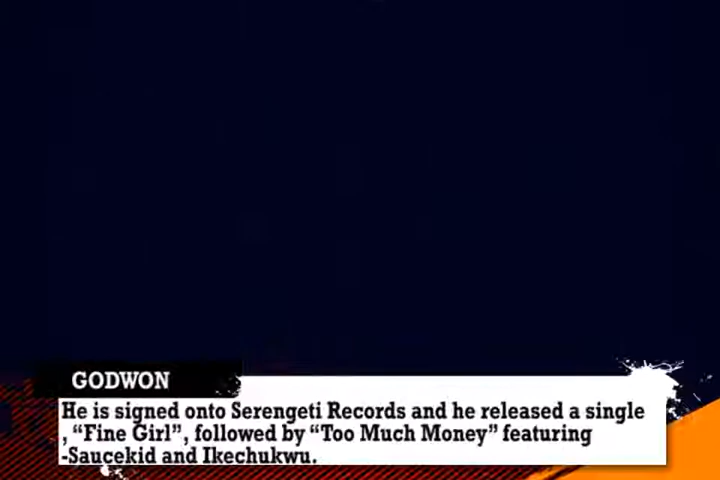 GODWON
He is signed onto Serengeti Records and he released a single
, “Fine Girl”, followed by “Too Much Money” featuring
-Saucekid and Ikechukwu.